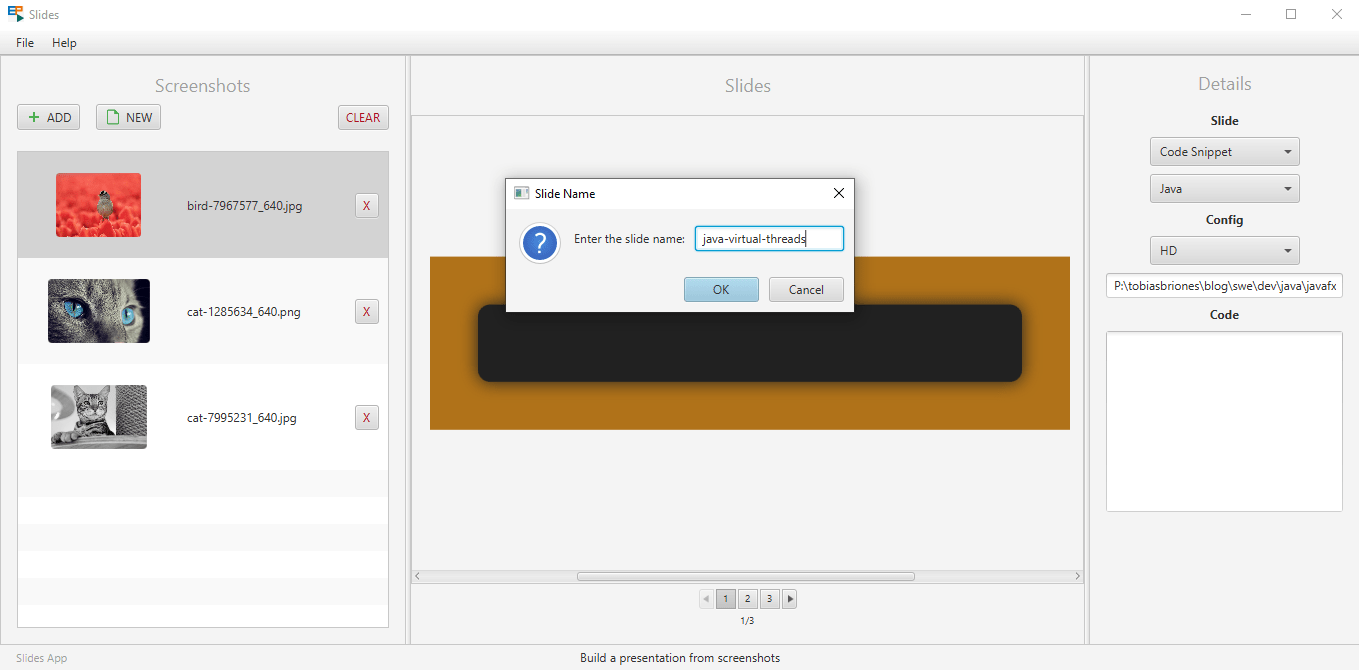 Slides
File Help
Screenshots
ADD NEW CLEAR
bird-7967577_640.jpg X
cat-1285634_640.png X
cat-7995231_640.jpg X
Slides
Slide Name
? Enter the slide name: java-virtual-threads
OK Cancel
1 2 3
1/3
Details
Slide
Code Snippet
Java
Config
HD
P:\tobiasbriones\blog\swe\dev\java\javafx
Code
Slides App
Build a presentation from screenshots